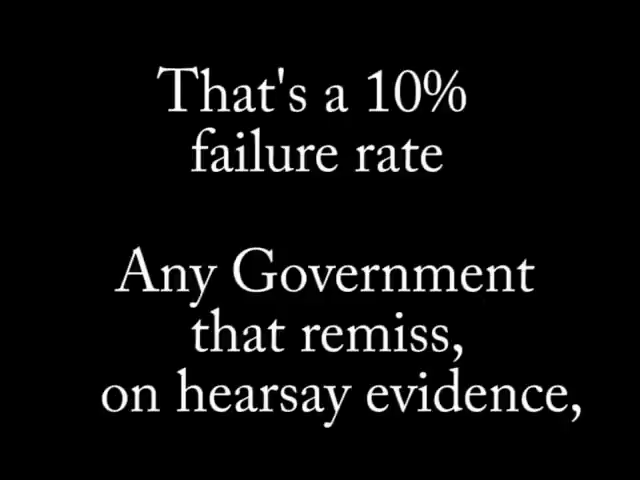 That's a 10%
failure rate
Any Government
that remiss,
on hearsay evidence,